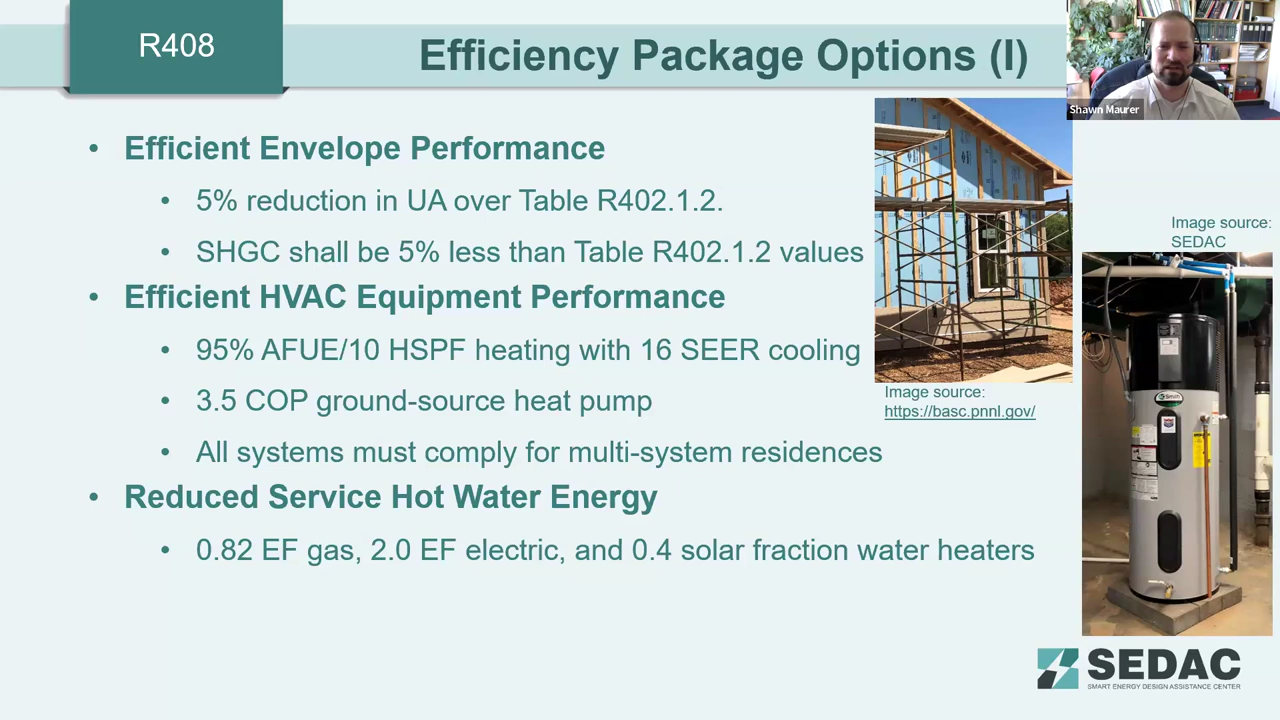 R408
Efficiency Package Options (I)
Shawn Maurer
• Efficient Envelope Performance
• 5% reduction in UA over Table R402.1.2.
• SHGC shall be 5% less than Table R402.1.2 values
• Efficient HVAC Equipment Performance
• 95% AFUE/10 HSPF heating with 16 SEER cooling
• 3.5 COP ground-source heat pump
• All systems must comply for multi-system residences
• Reduced Service Hot Water Energy
• 0.82 EF gas, 2.0 EF electric, and 0.4 solar fraction water heaters
Image source:
https://basc.pnnl.gov/
Image source:
SEDAC
SEDAC
SMART ENERGY DESIGN ASSISTANCE CENTER